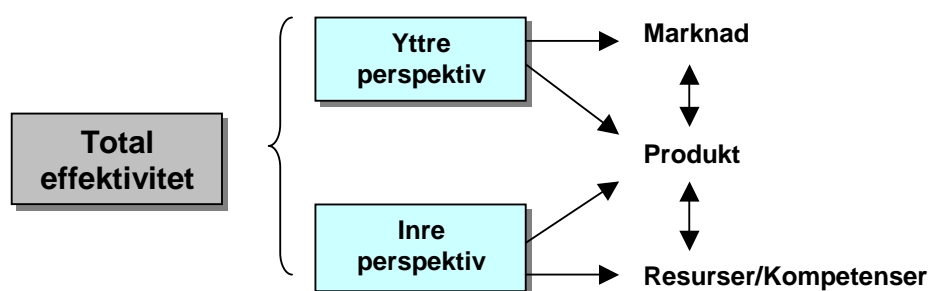 Total
effektivitet
Yttre
perspektiv
Inre
perspektiv
Marknad
Produkt
Resurser/Kompetenser